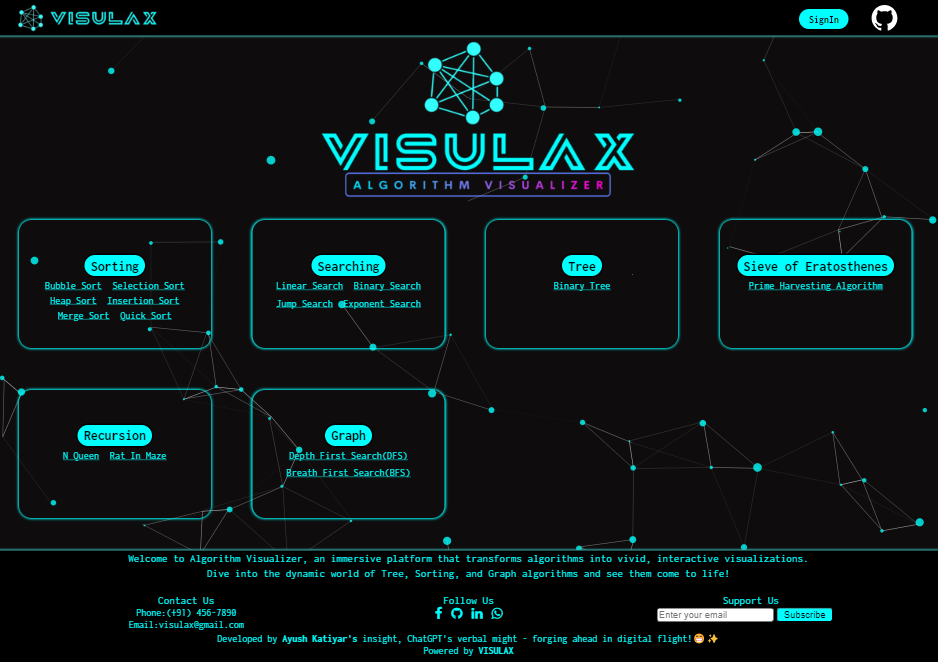 VISULAX
SignIn
VISULAX
ALGORITHM VISUALIZER
Sorting
Bubble Sort Selection Sort
Heap Sort Insertion Sort
Merge Sort Quick Sort
Searching
Linear Search Binary Search
Jump Search Exponent Search
Tree
Binary Tree
Sieve of Eratosthenes
Prime Harvesting Algorithm
Recursion
N Queen Rat In Maze
Graph
Depth First Search(DFS)
Breath First Search(BFS)
Welcome to Algorithm Visualizer, an immersive platform that transforms algorithms into vivid, interactive visualizations.
Dive into the dynamic world of Tree, Sorting, and Graph algorithms and see them come to life!
Contact Us
Phone:(+91) 456-7890
Email:visulax@gmail.com
Follow Us
Support Us
Enter your email Subscribe
Developed by Ayush Katiyar's insight, ChatGPT's verbal might - forging ahead in digital flight!😁✨
Powered by VISULAX